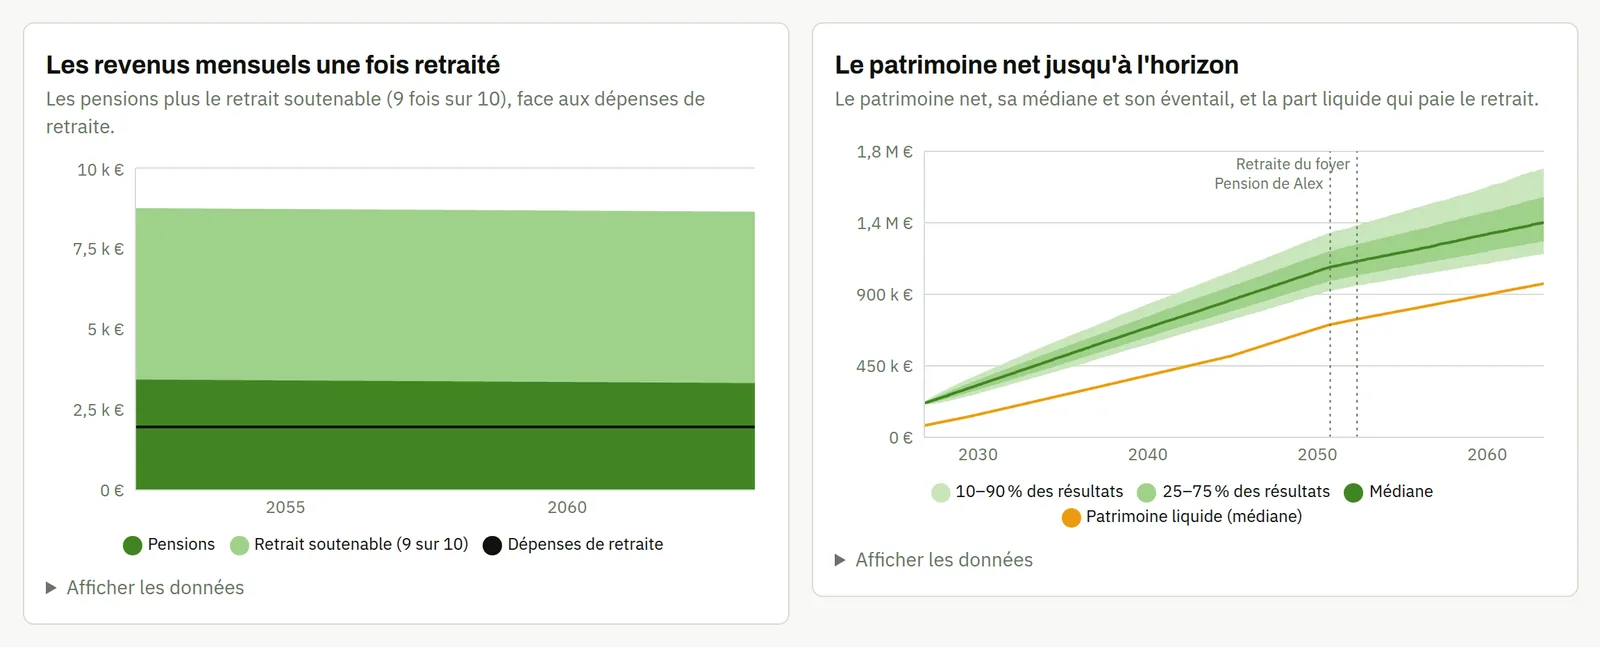 Les revenus mensuels une fois retraité
Les pensions plus le retrait soutenable (9 fois sur 10), face aux dépenses de
retraite.
10 k €
7,5 k €
5 k €
2,5 k €
0 €
2055
2060
Pensions
Retrait soutenable (9 sur 10)
Dépenses de retraite
Afficher les données
Le patrimoine net jusqu'à l'horizon
Le patrimoine net, sa médiane et son éventail, et la part liquide qui paie le retrait.
1,8 M €
1,4 M €
900 k €
450 k €
0 €
Retraite du foyer
Pension de Alex
2030
2040
2050
2060
10–90 % des résultats
25–75 % des résultats
Médiane
Patrimoine liquide (médiane)
Afficher les données